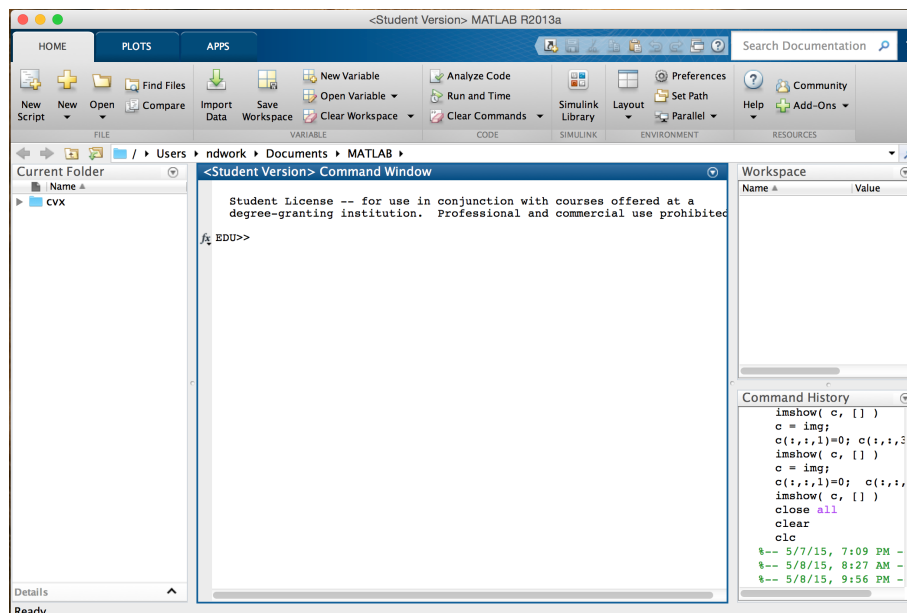 <Student Version> MATLAB R2013a
HOME PLOTS APPS
Search Documentation
New Script
New
Open
Find Files
Compare
FILE
Import Data
Save Workspace
New Variable
Open Variable
Clear Workspace
VARIABLE
Analyze Code
Run and Time
Clear Commands
CODE
Simulink Library
SIMULINK
Layout
Preferences
Set Path
Parallel
ENVIRONMENT
Help
Community
Add-Ons
RESOURCES
/ Users ndwork Documents MATLAB
Current Folder
Name
CVX
Details
Ready
<Student Version> Command Window
Student License -- for use in conjunction with courses offered at a
degree-granting institution.  Professional and commercial use prohibited
fx EDU>>
Workspace
Name Value
Command History
imshow( c, [] )
c = img;
c(:,:,1)=0; c(:,:,3
imshow( c, [] )
c = img;
c(:,:,1)=0;  c(:,:,
imshow( c, [] )
close all
clear
clc
%-- 5/7/15, 7:09 PM -
%-- 5/8/15, 8:27 AM -
%-- 5/8/15, 9:56 PM -